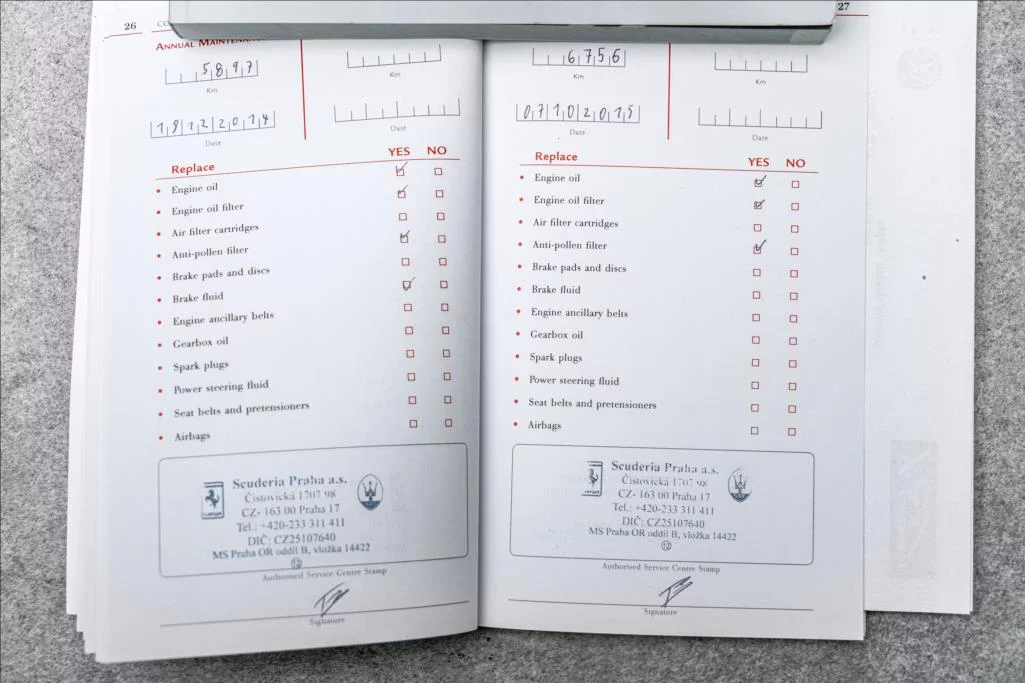 26
27
ANNUAL
5897
Km
Km
18122014
Date
Date
Replace YES NO
• Engine oil
• Engine oil filter
• Air filter cartridges
• Anti-pollen filter
• Brake pads and discs
• Brake fluid
• Engine ancillary belts
• Gearbox oil
• Spark plugs
• Power steering fluid
• Seat belts and pretensioners
• Airbags
Scuderia Praha a.s.
Čistovická 1707 98
CZ- 163 00 Praha 17
Tel.: +420-233 311 411
DIČ: CZ25107640
MS Praha OR oddíl B, vložka 14422
12
Authorised Service Centre Stamp
Signature
6756
Km
Km
07102015
Date
Date
Replace YES NO
• Engine oil
• Engine oil filter
• Air filter cartridges
• Anti-pollen filter
• Brake pads and discs
• Brake fluid
• Engine ancillary belts
• Gearbox oil
• Spark plugs
• Power steering fluid
• Seat belts and pretensioners
• Airbags
Scuderia Praha a.s.
Čistovická 1707 98
CZ- 163 00 Praha 17
Tel.: +420-233 311 411
DIČ: CZ25107640
MS Praha OR oddíl B, vložka 14422
12
Authorised Service Centre Stamp
Signature